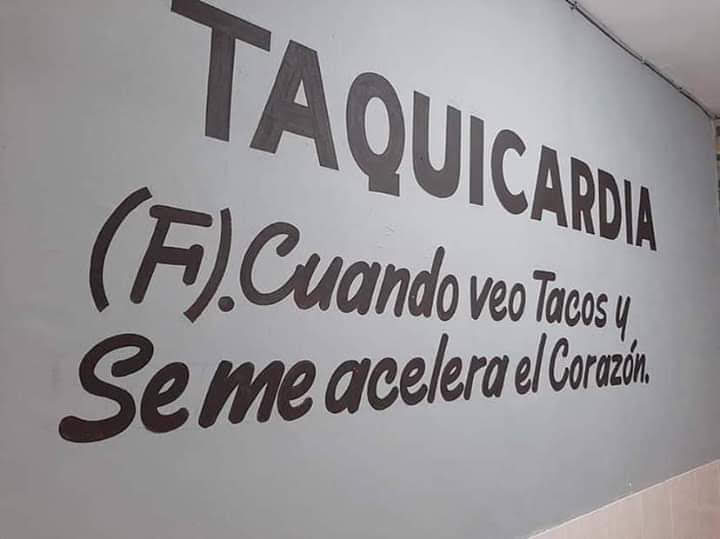 TAQUICARDIA
(F). Cuando veo Tacos y
Se me acelera el Corazón.